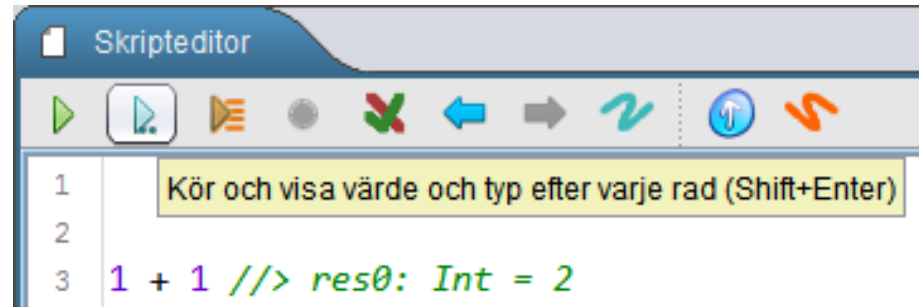 Skripteditor
1
Kör och visa värde och typ efter varje rad (Shift+Enter)
2
3 1 + 1 //> res0: Int = 2